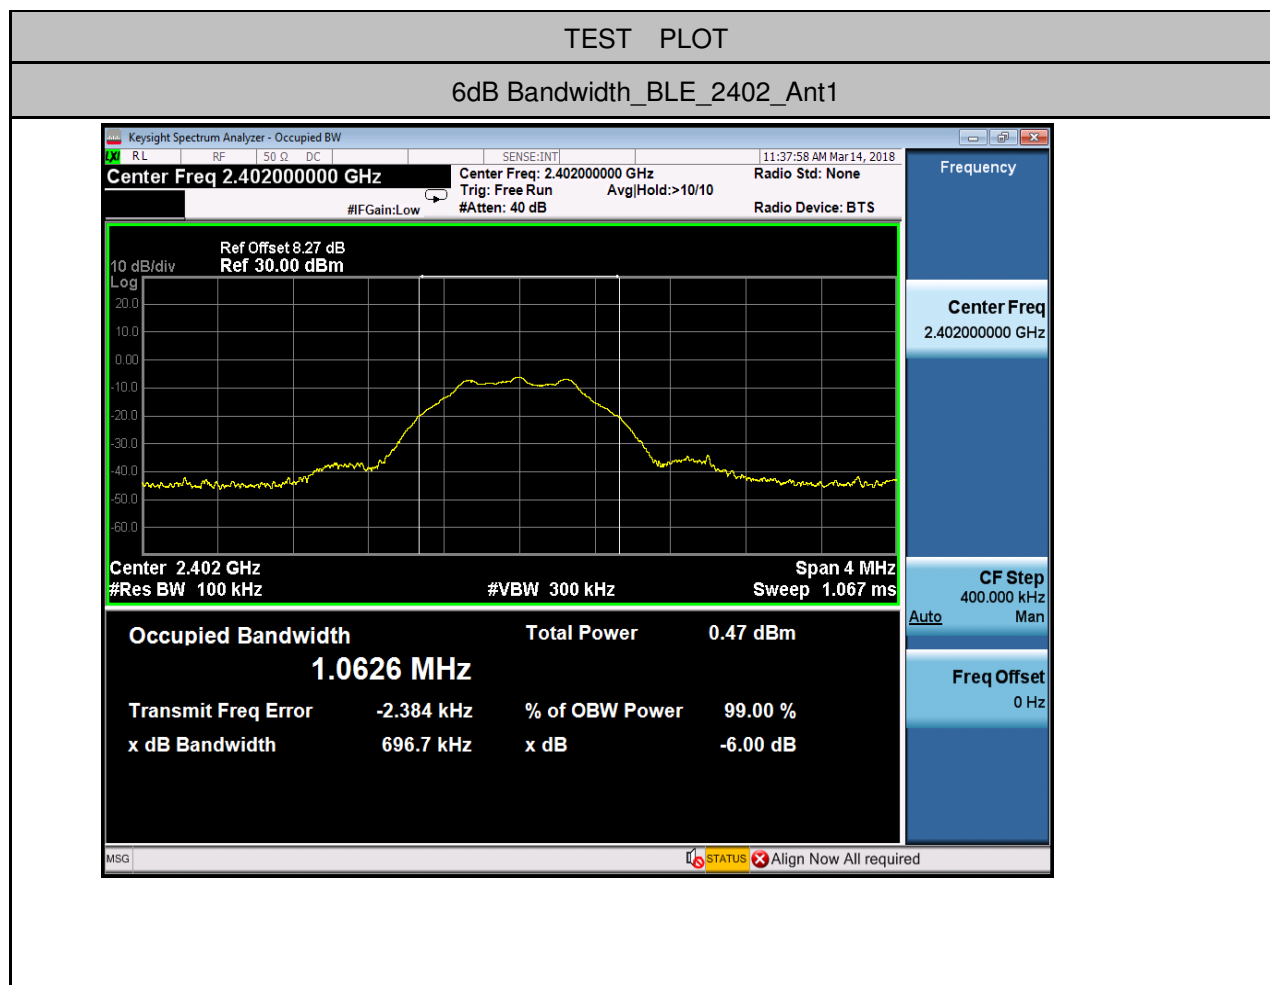 TEST PLOT
6dB Bandwidth_BLE_2402_Ant1
Keysight Spectrum Analyzer - Occupied BW
LXI RL RF 50 Ω DC SENSE:INT 11:37:58 AM Mar 14, 2018
Center Freq 2.402000000 GHz
#IFGain:Low
Center Freq: 2.402000000 GHz Radio Std: None
Trig: Free Run Avg|Hold:>10/10
#Atten: 40 dB Radio Device: BTS
Ref Offset 8.27 dB
10 dB/div Ref 30.00 dBm
Log
20.0
10.0
0.00
-10.0
-20.0
-30.0
-40.0
-50.0
-60.0
Center 2.402 GHz Span 4 MHz
#Res BW 100 kHz #VBW 300 kHz Sweep 1.067 ms
Occupied Bandwidth Total Power 0.47 dBm
1.0626 MHz
Transmit Freq Error -2.384 kHz % of OBW Power 99.00 %
x dB Bandwidth 696.7 kHz x dB -6.00 dB
Frequency
Center Freq
2.402000000 GHz
CF Step
400.000 kHz
Auto Man
Freq Offset
0 Hz
MSG STATUS Align Now All required